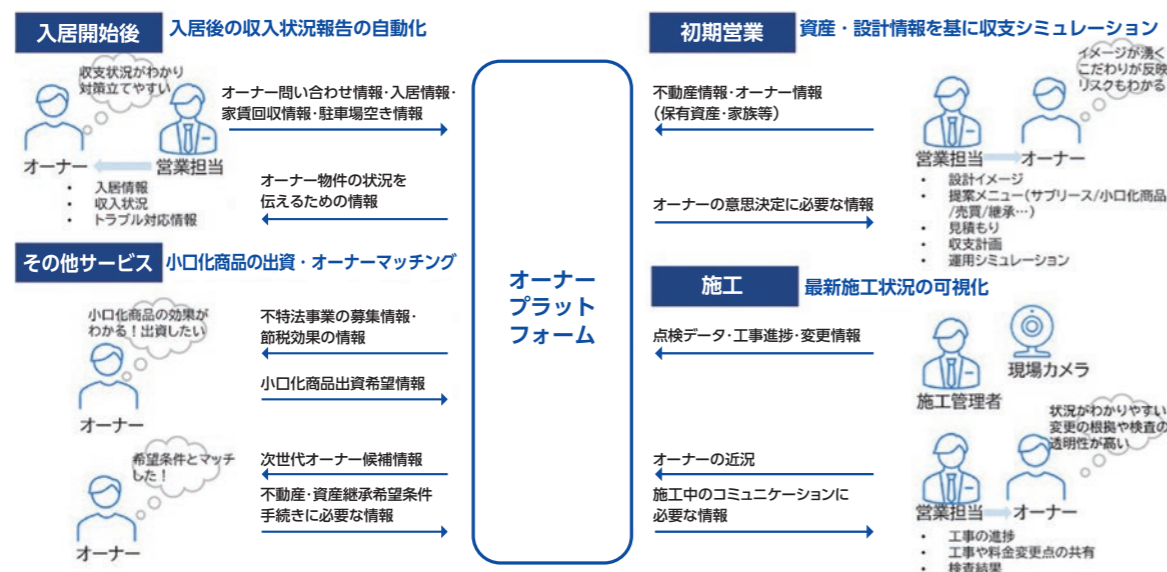 入居開始後
入居後の収入状況報告の自動化
収支状況がわかり
対策立てやすい
オーナー
営業担当
・ 入居情報
・ 収入状況
・ トラブル対応情報
オーナー問い合わせ情報・入居情報・
家賃回収情報・駐車場空き情報
オーナー物件の状況を
伝えるための情報
その他サービス
小口化商品の出資・オーナーマッチング
小口化商品の効果が
わかる！出資したい
オーナー
不特法事業の募集情報・
節税効果の情報
小口化商品出資希望情報
希望条件とマッチ
した！
オーナー
次世代オーナー候補情報
不動産・資産継承希望条件
手続きに必要な情報
オーナー
プラット
フォーム
初期営業
資産・設計情報を基に収支シミュレーション
不動産情報・オーナー情報
（保有資産・家族等）
オーナーの意思決定に必要な情報
イメージが湧く
こだわりが反映
リスクもわかる
営業担当
オーナー
・ 設計イメージ
・ 提案メニュー（サブリース/小口化商品
/売買/継承…）
・ 見積もり
・ 収支計画
・ 運用シミュレーション
施工
最新施工状況の可視化
点検データ・工事進捗・変更情報
施工管理者
現場カメラ
オーナーの近況
施工中のコミュニケーションに
必要な情報
状況がわかりやすい
変更の根拠や検査の
透明性が高い
営業担当
オーナー
・ 工事の進捗
・ 工事や料金変更点の共有
・ 検査結果